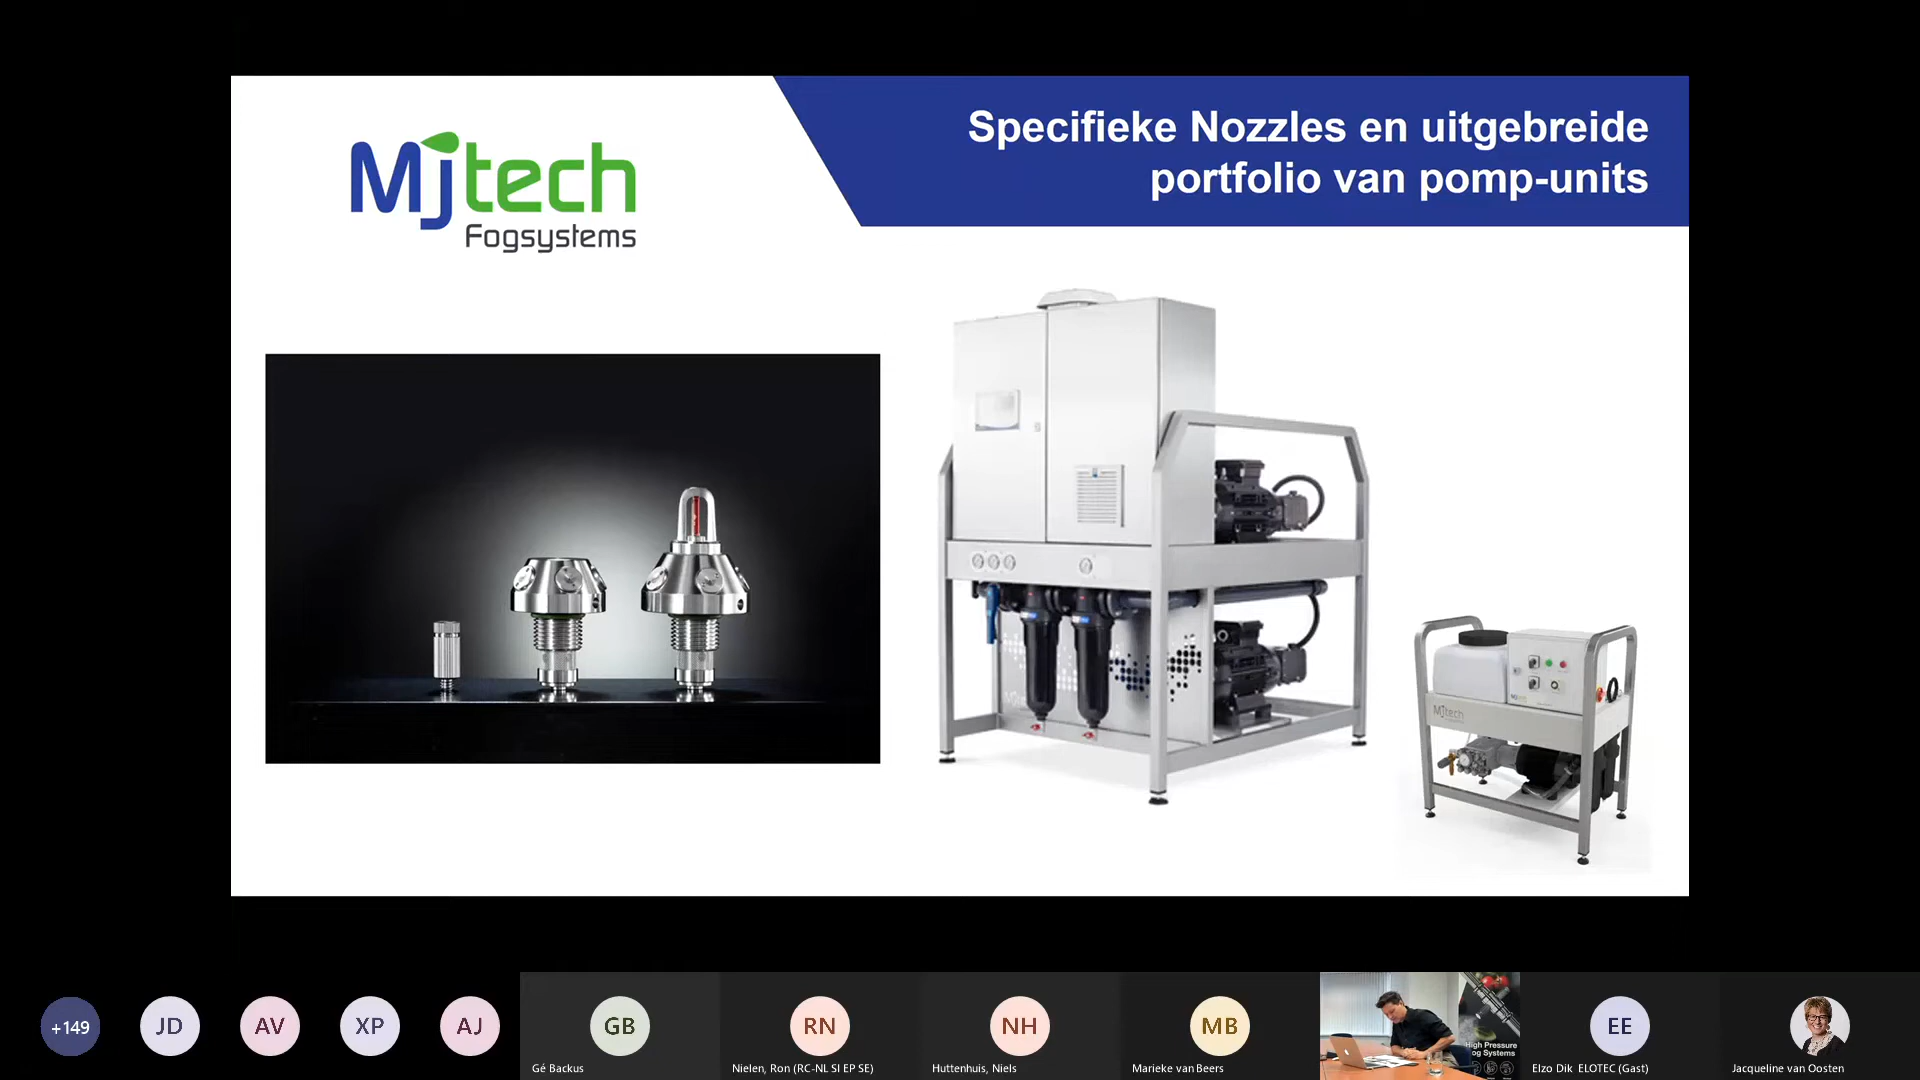 Mjtech
Fogsystems
Specifieke Nozzles en uitgebreide
portfolio van pomp-units
Mjtech
+149
JD
AV
XP
AJ
GB
Gé Backus
RN
Nielen, Ron (RC-NL SI EP SE)
NH
Huttenhuis, Niels
MB
Marieke van Beers
High Pressure
og Systems
EE
Elzo Dik ELOTEC (Gast)
Jacqueline van Oosten